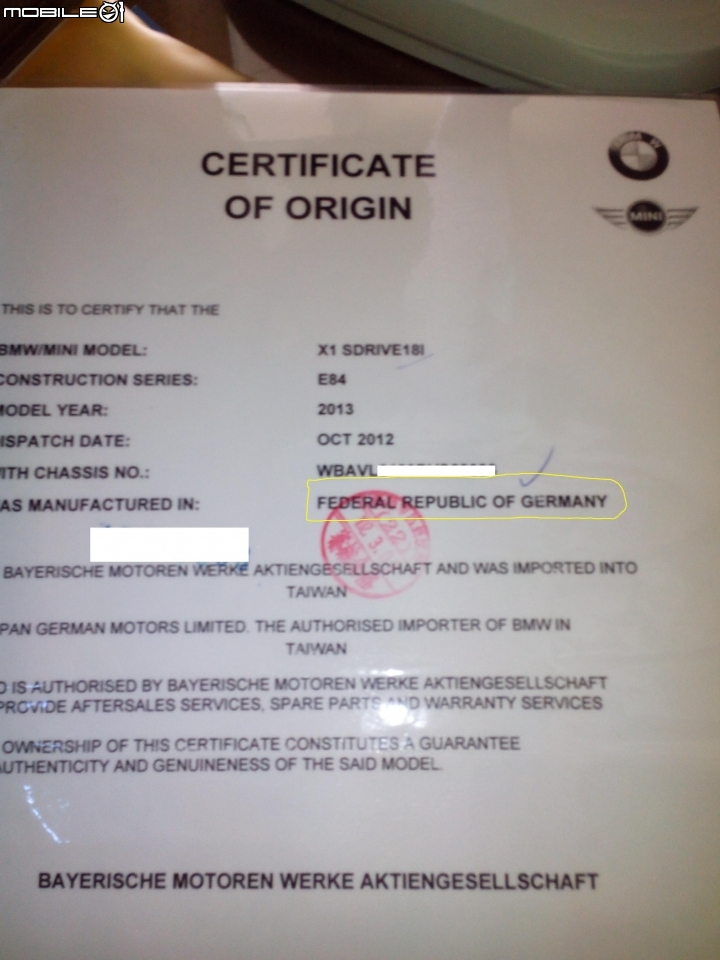 MOBILE01
CERTIFICATE
OF ORIGIN
BMW
MINI
THIS IS TO CERTIFY THAT THE
BMW/MINI MODEL: X1 SDRIVE18I
CONSTRUCTION SERIES: E84
MODEL YEAR: 2013
ISPATCH DATE: OCT 2012
ITH CHASSIS NO.: WBAVL
AS MANUFACTURED IN: FEDERAL REPUBLIC OF GERMANY
BAYERISCHE MOTOREN WERKE AKTIENGESELLSCHAFT AND WAS IMPORTED INTO
TAIWAN
PAN GERMAN MOTORS LIMITED. THE AUTHORISED IMPORTER OF BMW IN
TAIWAN
O IS AUTHORISED BY BAYERISCHE MOTOREN WERKE AKTIENGESELLSCHAFT
PROVIDE AFTERSALES SERVICES, SPARE PARTS AND WARRANTY SERVICES
OWNERSHIP OF THIS CERTIFICATE CONSTITUTES A GUARANTEE
AUTHENTICITY AND GENUINENESS OF THE SAID MODEL.
BAYERISCHE MOTOREN WERKE AKTIENGESELLSCHAFT